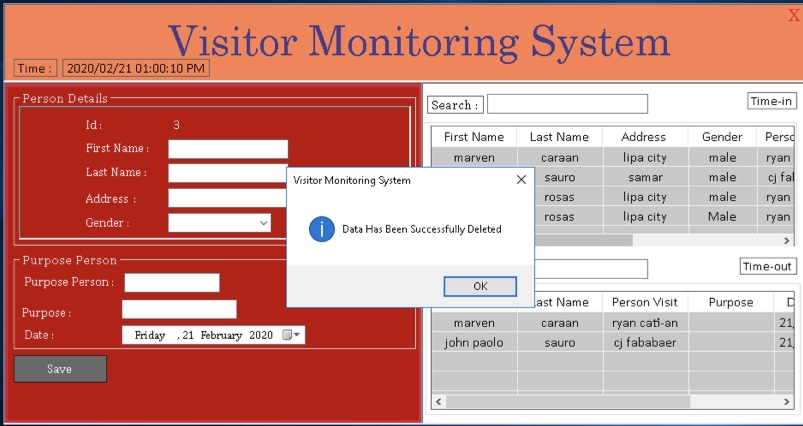 X
Visitor Monitoring System
Time : 2020/02/21 01:00:10 PM
Person Details
Id : 3
First Name :
Last Name :
Address :
Gender :
Purpose Person
Purpose Person :
Purpose :
Date : Friday , 21 February 2020
Save
Search : Time-in
First Name Last Name Address Gender Perso
marven caraan lipa city male ryan
sauro samar male cj fal
rosas lipa city male ryan
rosas lipa city Male ryan
Visitor Monitoring System
Data Has Been Successfully Deleted
OK
Time-out
ast Name Person Visit Purpose D
marven caraan ryan cati-an 21,
john paolo sauro cj fababaer 21,